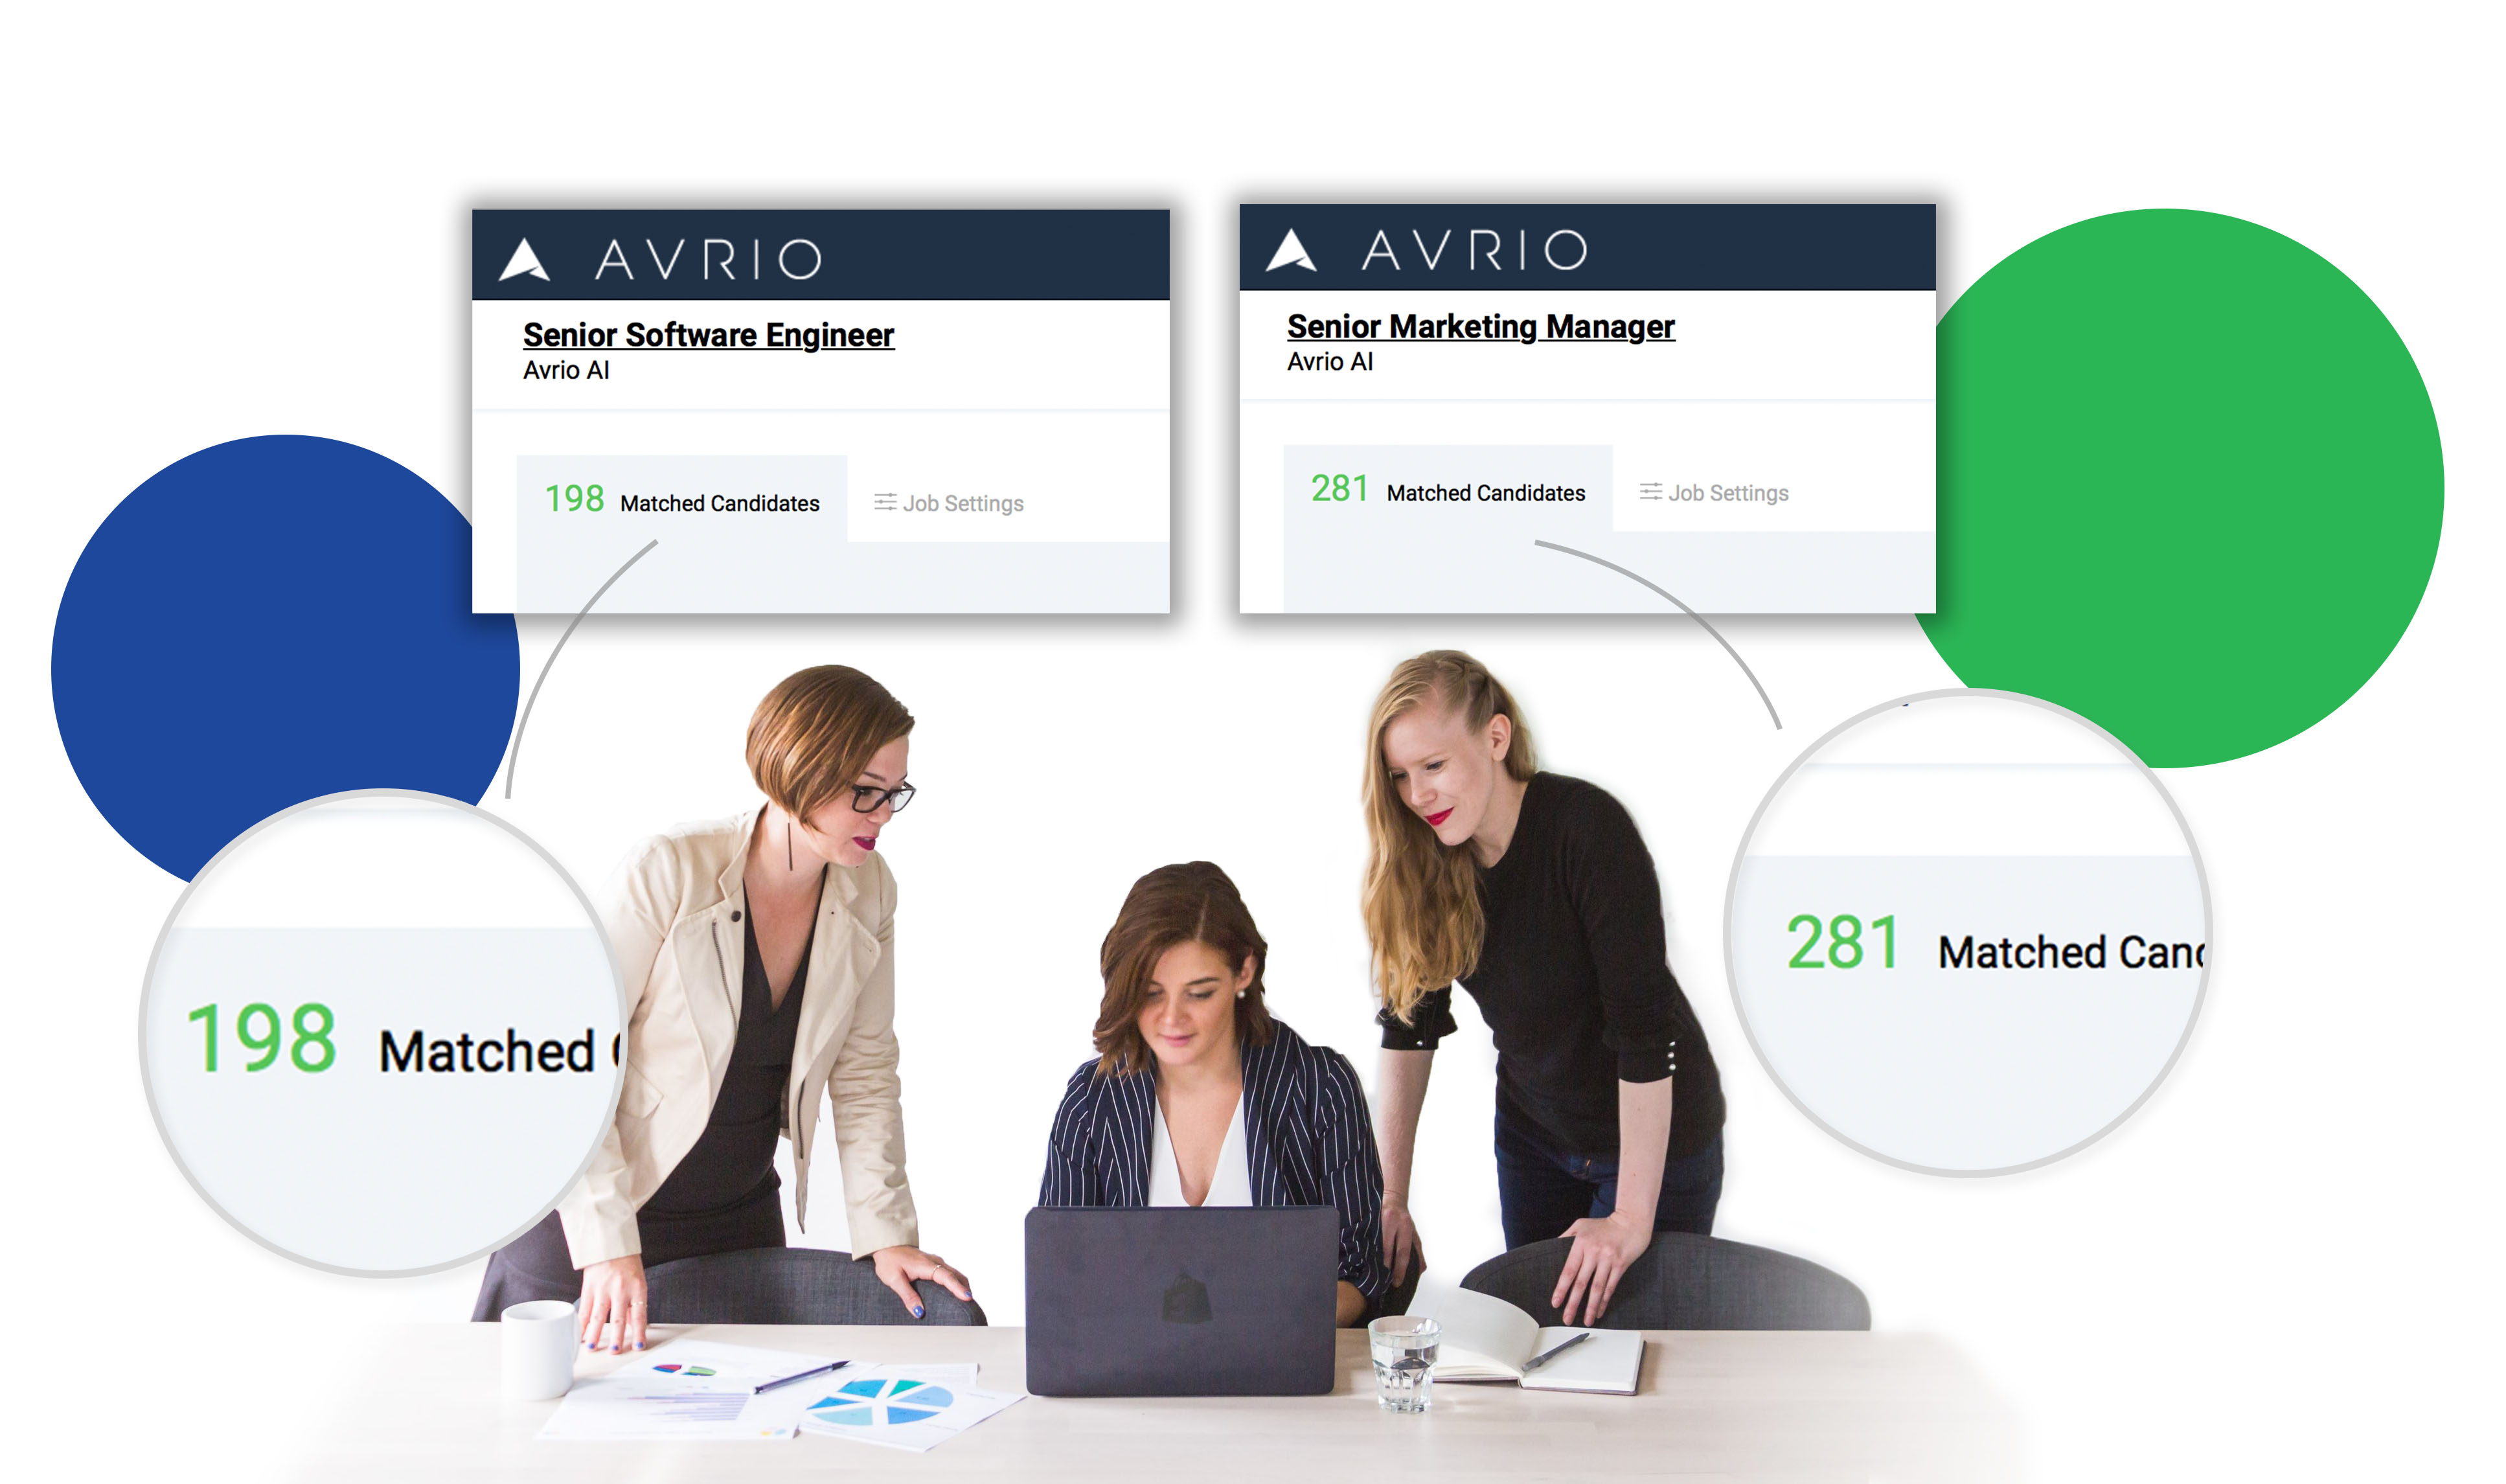 AVRIO
Senior Software Engineer
Avrio AI
198 Matched Candidates
Job Settings
AVRIO
Senior Marketing Manager
Avrio AI
281 Matched Candidates
Job Settings
198 Matched
281 Matched Canc